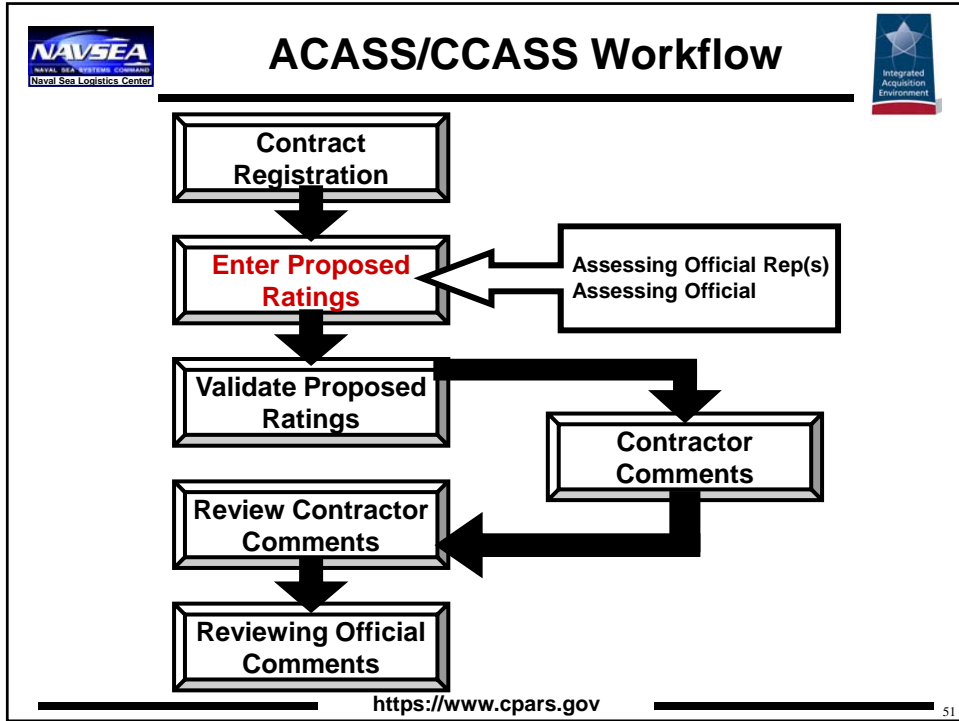 NAVSEA
NAVAL SEA SYSTEMS COMMAND
Naval Sea Logistics Center
ACASS/CCASS Workflow
Integrated
Acquisition
Environment
Contract
Registration
Enter Proposed
Ratings
Assessing Official Rep(s)
Assessing Official
Validate Proposed
Ratings
Contractor
Comments
Review Contractor
Comments
Reviewing Official
Comments
https://www.cpars.gov
51